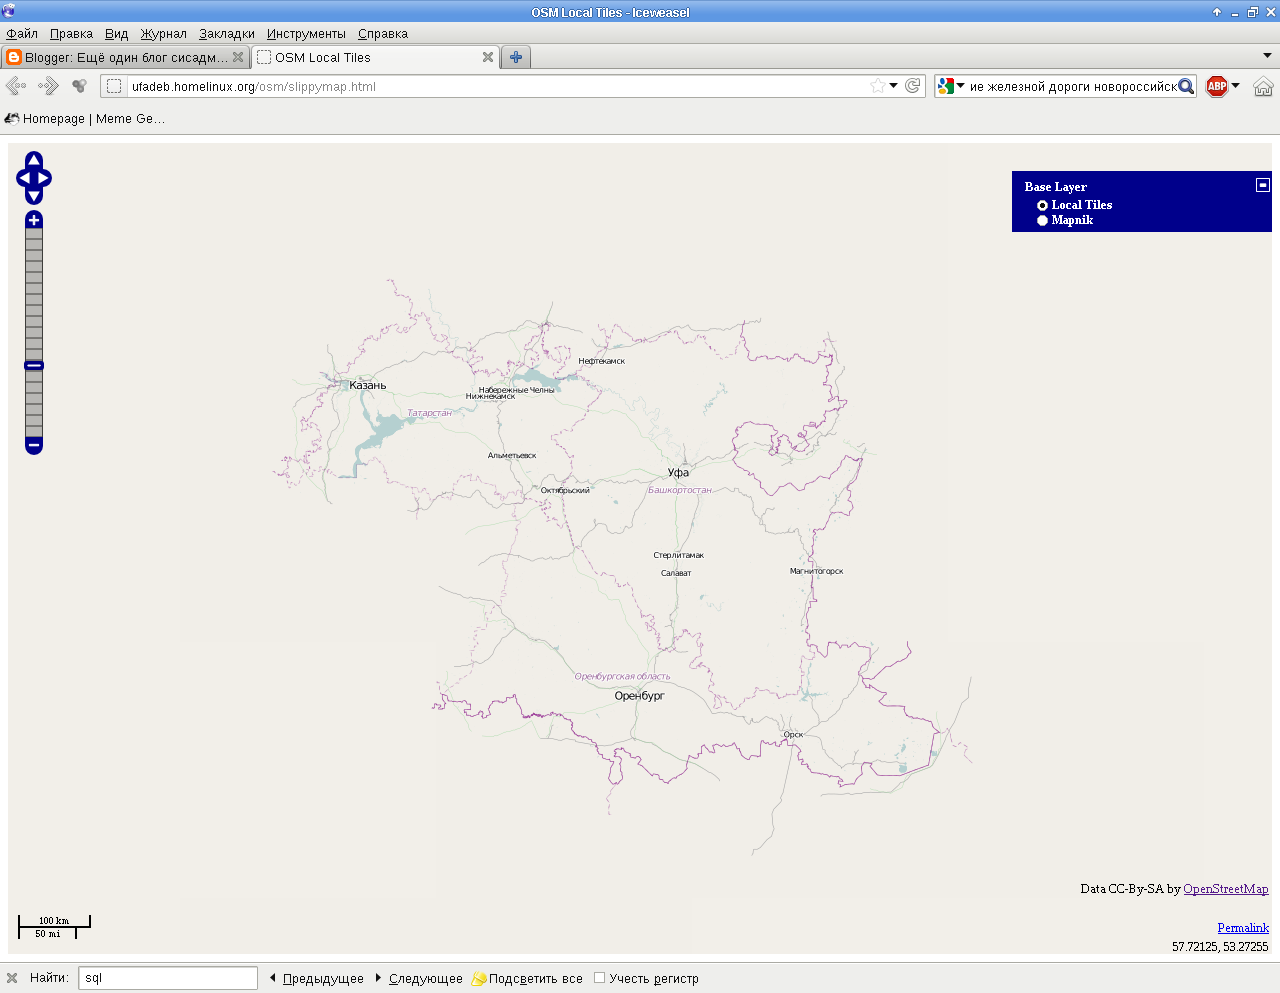 OSM Local Tiles - Iceweasel
Файл Правка Вид Журнал Закладки Инструменты Справка
Blogger: Ещё один блог сисадм...
OSM Local Tiles
ufadeb.homelinux.org/osm/slippymap.html
ие железной дороги новороссийск
ABP
Homepage | Meme Ge...
Base Layer
Local Tiles
Mapnik
Нефтекамск
Казань
Набережные Челны
Нижнекамск
Татарстан
Альметьевск
Уфа
Октябрьский
Башкортостан
Стерлитамак
Салават
Магнитогорск
Оренбургская область
Оренбург
Орск
Data CC-By-SA by OpenStreetMap
100 km
50 mi
Permalink
57.72125, 53.27255
Найти: sql Предыдущее Следующее Подсветить все Учесть регистр